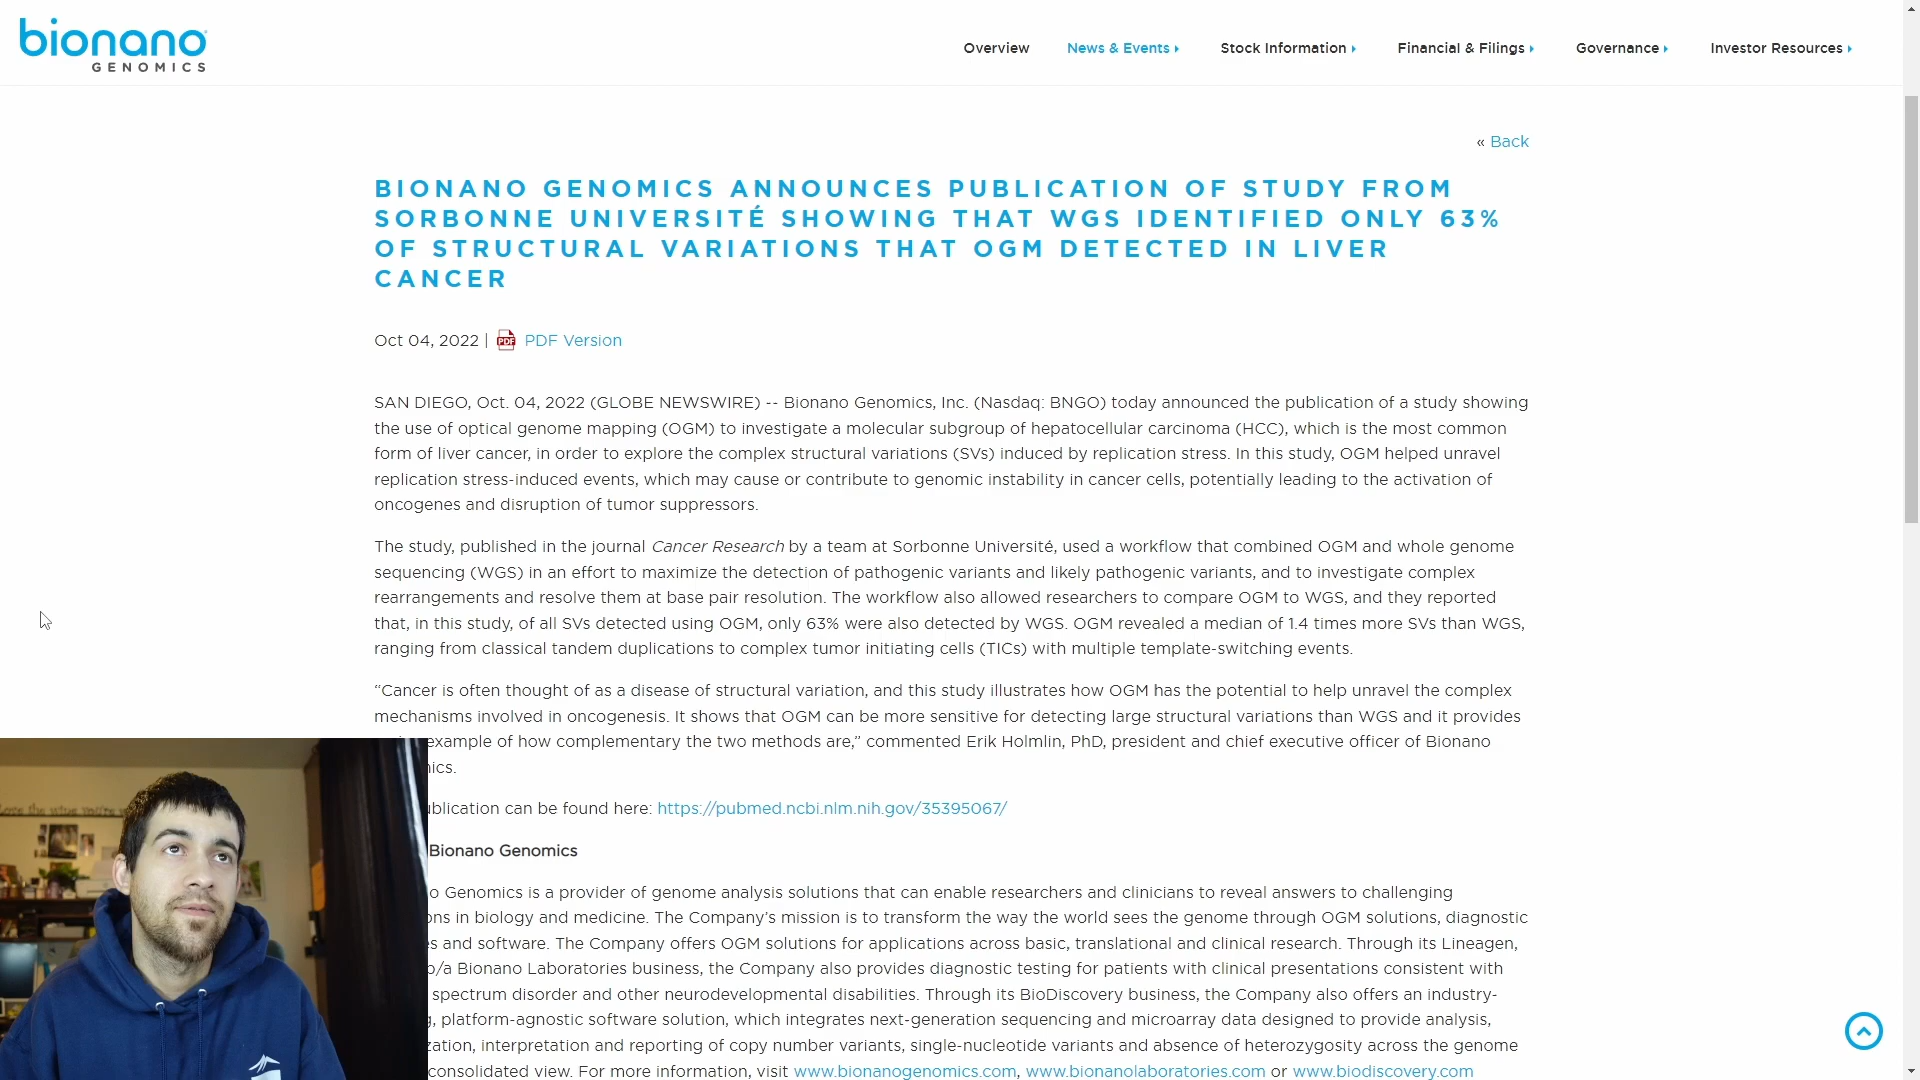 bionano
GENOMICS
Overview News & Events Stock Information Financial & Filings Governance Investor Resources
« Back
BIONANO GENOMICS ANNOUNCES PUBLICATION OF STUDY FROM
SORBONNE UNIVERSITÉ SHOWING THAT WGS IDENTIFIED ONLY 63%
OF STRUCTURAL VARIATIONS THAT OGM DETECTED IN LIVER
CANCER
Oct 04, 2022 | PDF PDF Version
SAN DIEGO, Oct. 04, 2022 (GLOBE NEWSWIRE) -- Bionano Genomics, Inc. (Nasdaq: BNGO) today announced the publication of a study showing
the use of optical genome mapping (OGM) to investigate a molecular subgroup of hepatocellular carcinoma (HCC), which is the most common
form of liver cancer, in order to explore the complex structural variations (SVs) induced by replication stress. In this study, OGM helped unravel
replication stress-induced events, which may cause or contribute to genomic instability in cancer cells, potentially leading to the activation of
oncogenes and disruption of tumor suppressors.
The study, published in the journal Cancer Research by a team at Sorbonne Université, used a workflow that combined OGM and whole genome
sequencing (WGS) in an effort to maximize the detection of pathogenic variants and likely pathogenic variants, and to investigate complex
rearrangements and resolve them at base pair resolution. The workflow also allowed researchers to compare OGM to WGS, and they reported
that, in this study, of all SVs detected using OGM, only 63% were also detected by WGS. OGM revealed a median of 1.4 times more SVs than WGS,
ranging from classical tandem duplications to complex tumor initiating cells (TICs) with multiple template-switching events.
“Cancer is often thought of as a disease of structural variation, and this study illustrates how OGM has the potential to help unravel the complex
mechanisms involved in oncogenesis. It shows that OGM can be more sensitive for detecting large structural variations than WGS and it provides
example of how complementary the two methods are,” commented Erik Holmlin, PhD, president and chief executive officer of Bionano
ics.
ublication can be found here: https://pubmed.ncbi.nlm.nih.gov/35395067/
Bionano Genomics
o Genomics is a provider of genome analysis solutions that can enable researchers and clinicians to reveal answers to challenging
ons in biology and medicine. The Company’s mission is to transform the way the world sees the genome through OGM solutions, diagnostic
s and software. The Company offers OGM solutions for applications across basic, translational and clinical research. Through its Lineagen,
/a Bionano Laboratories business, the Company also provides diagnostic testing for patients with clinical presentations consistent with
spectrum disorder and other neurodevelopmental disabilities. Through its BioDiscovery business, the Company also offers an industry-
, platform-agnostic software solution, which integrates next-generation sequencing and microarray data designed to provide analysis,
zation, interpretation and reporting of copy number variants, single-nucleotide variants and absence of heterozygosity across the genome
consolidated view. For more information, visit www.bionanogenomics.com, www.bionanolaboratories.com or www.biodiscovery.com